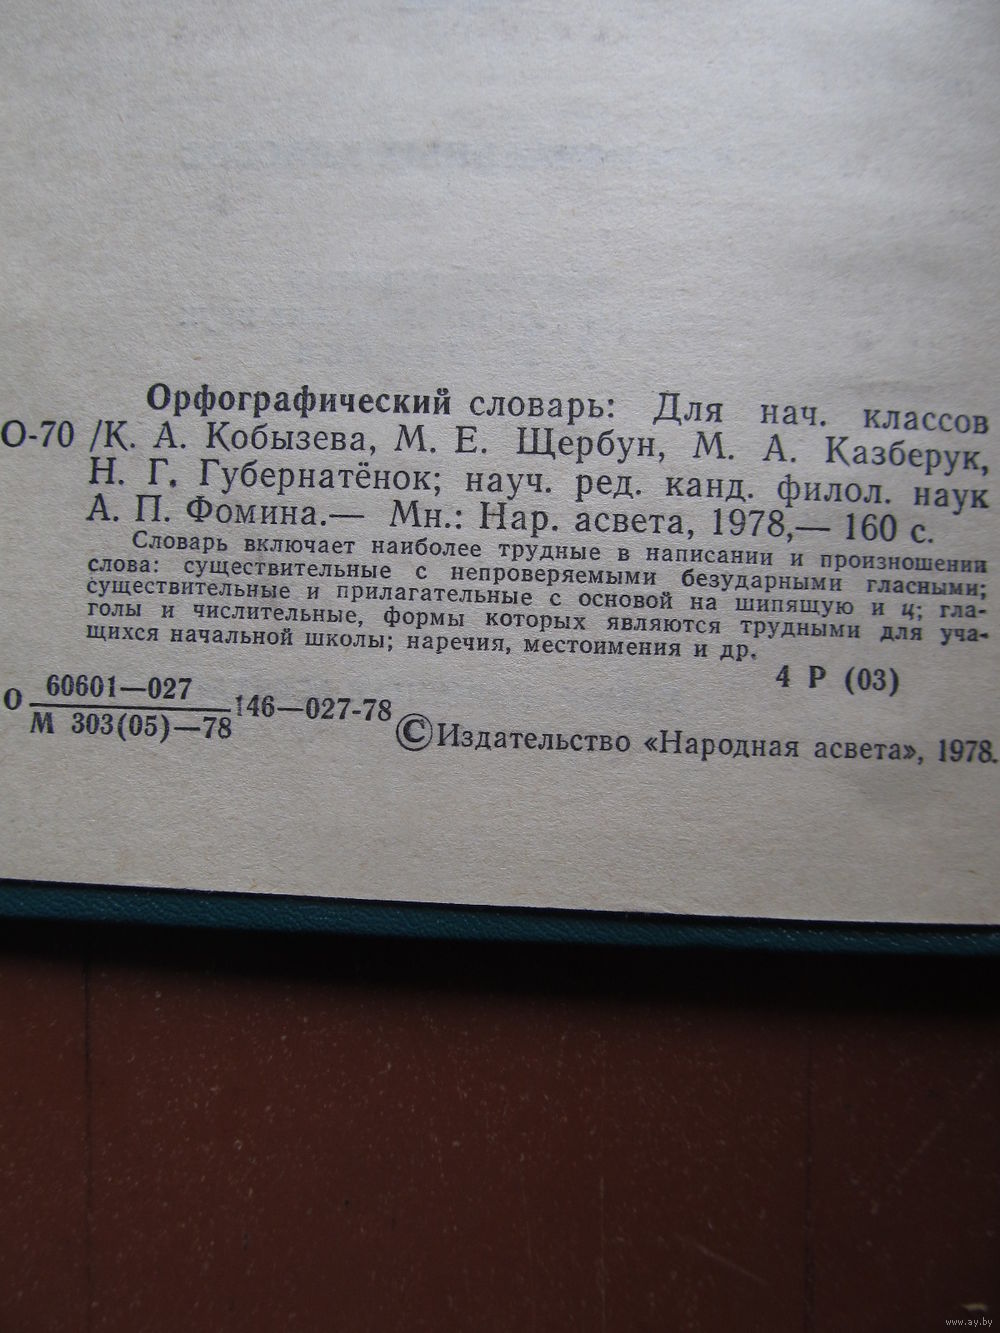 Орфографический словарь: Для нач. классов
О-70 /К. А. Кобызева, М. Е. Щербун, М. А. Казберук,
Н. Г. Губернатёнок; науч. ред. канд. филол. наук
А. П. Фомина.— Мн.: Нар. асвета, 1978,— 160 с.
Словарь включает наиболее трудные в написании и произношении
слова: существительные с непроверяемыми безударными гласными;
существительные и прилагательные с основой на шипящую и ц; гла-
голы и числительные, формы которых являются трудными для уча-
щихся начальной школы; наречия, местоимения и др.
4 Р (03)
60601—027
О 146—027-78
М 303(05)—78
©Издательство «Народная асвета», 1978.
www.ay.by